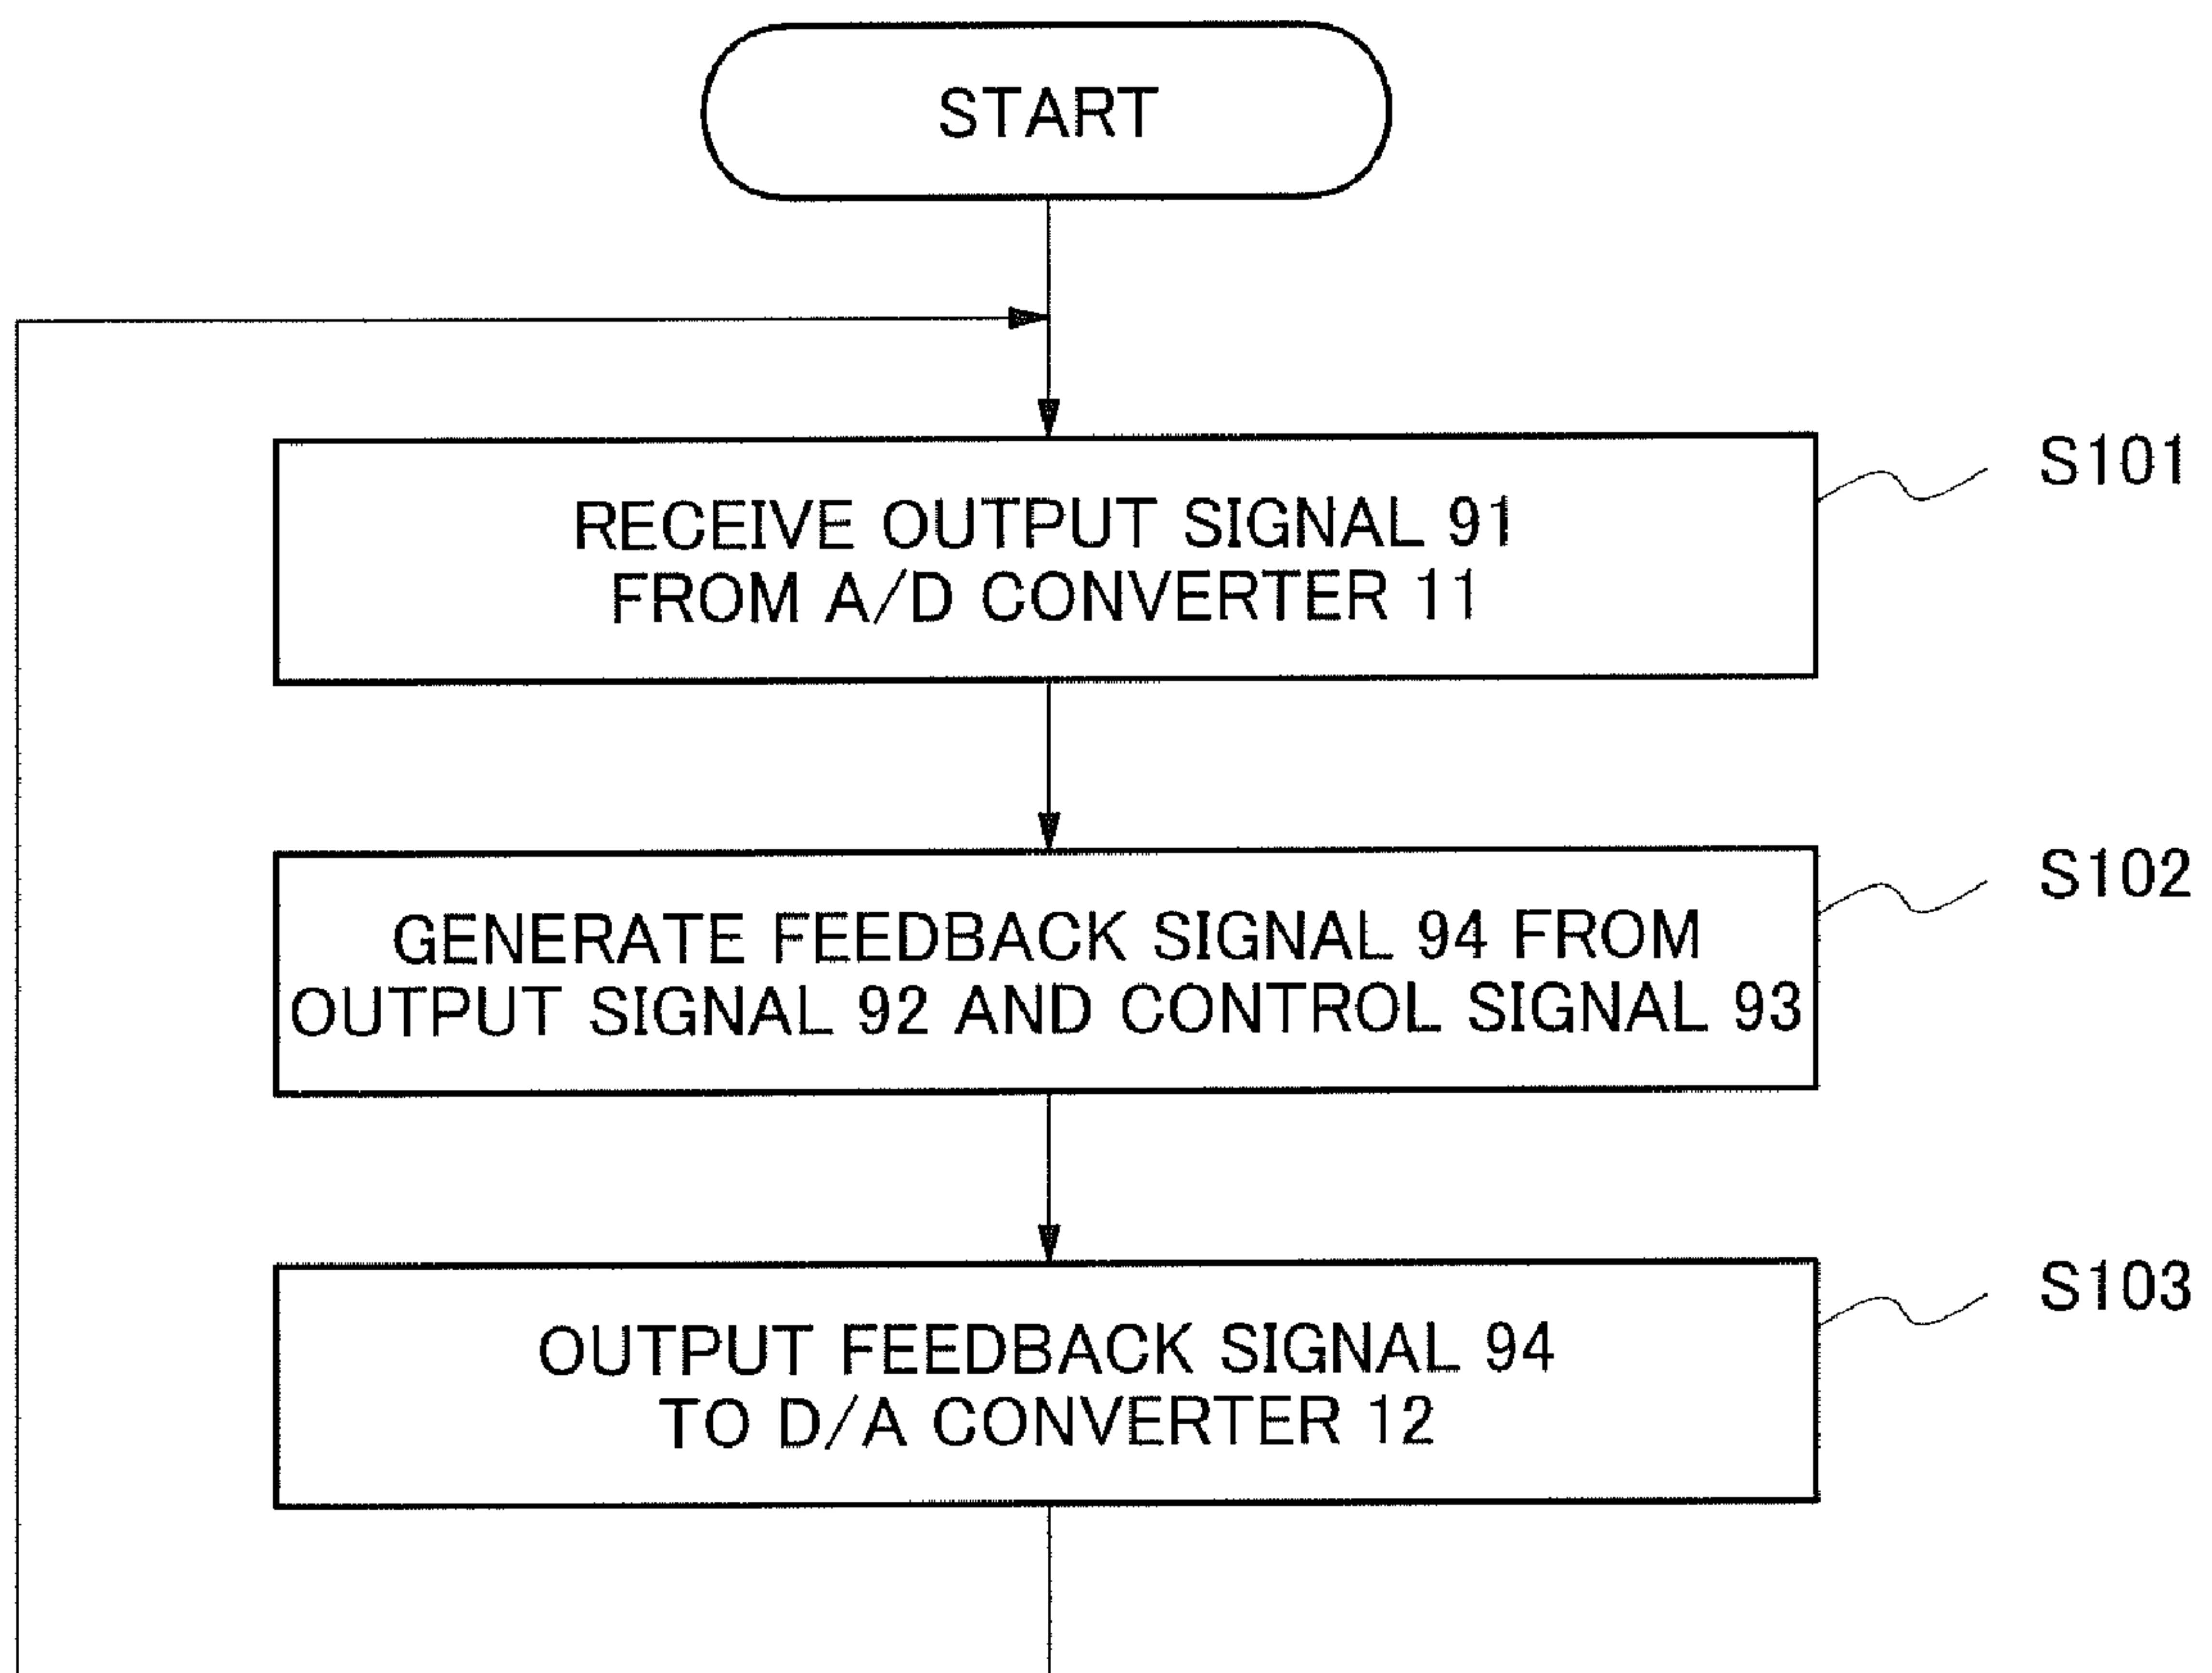 START
RECEIVE OUTPUT SIGNAL 91
FROM A/D CONVERTER 11
S101
GENERATE FEEDBACK SIGNAL 94 FROM
OUTPUT SIGNAL 92 AND CONTROL SIGNAL 93
S102
OUTPUT FEEDBACK SIGNAL 94
TO D/A CONVERTER 12
S103